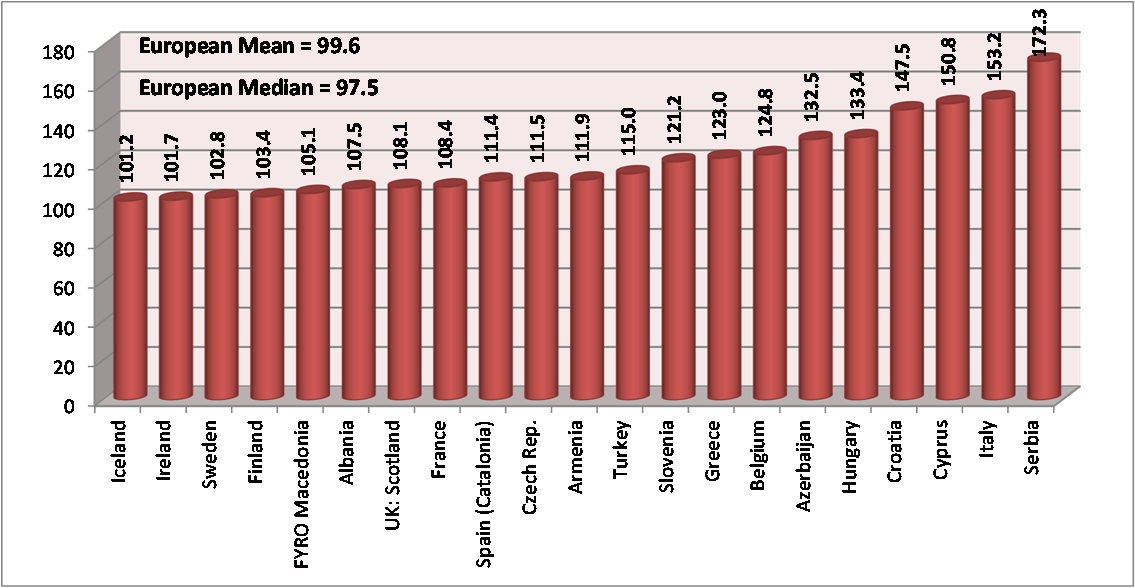 European Mean = 99.6
European Median = 97.5
180
160
140
120
100
80
60
40
20
0
101.2
101.7
102.8
103.4
105.1
107.5
108.1
108.4
111.4
111.5
111.9
115.0
121.2
123.0
124.8
132.5
133.4
147.5
150.8
153.2
172.3
Iceland
Ireland
Sweden
Finland
FYRO Macedonia
Albania
UK: Scotland
France
Spain (Catalonia)
Czech Rep.
Armenia
Turkey
Slovenia
Greece
Belgium
Azerbaijan
Hungary
Croatia
Cyprus
Italy
Serbia